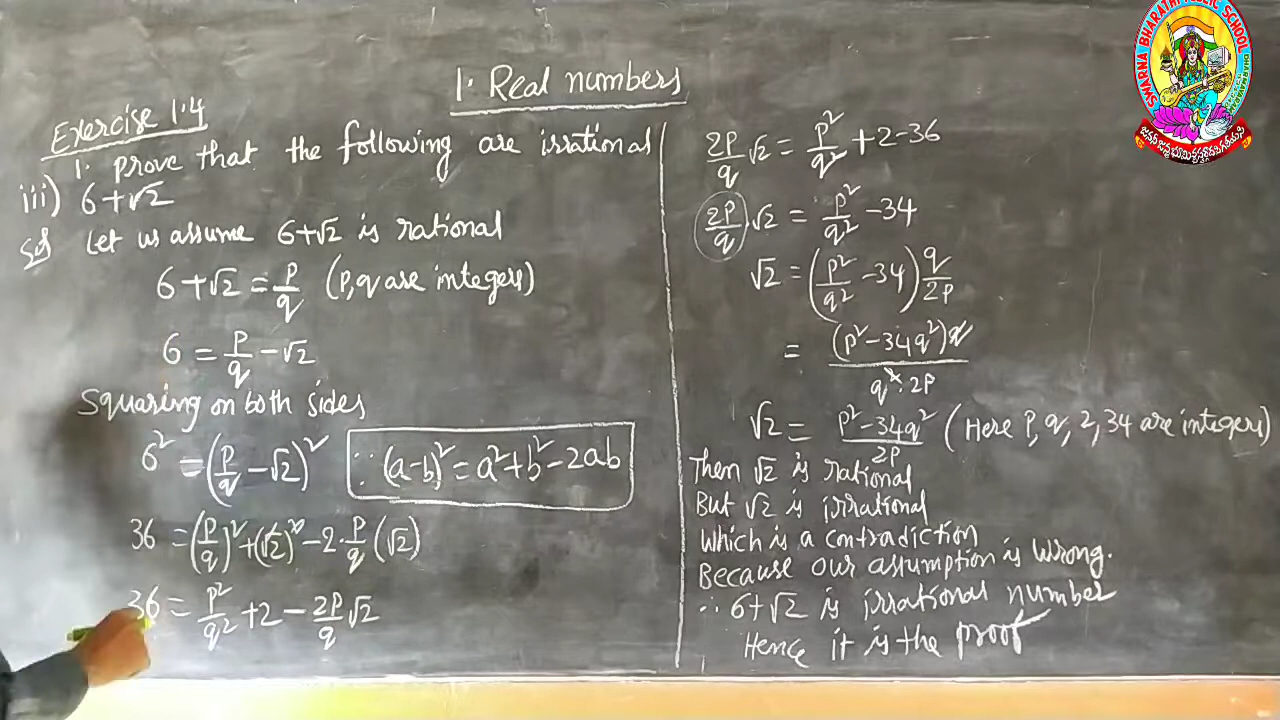 1. Real numbers
Exercise 1.4
1. prove that the following are irrational
iii) 6+√2
Sol Let us assume 6+√2 is rational
6+√2 = P/q (P,q are integers)
6 = P/q - √2
Squaring on both sides
6² = (P/q - √2)² ∵ (a-b)² = a²+b²-2ab
36 = (P/q)² + (√2)² - 2·P/q (√2)
36 = P²/q² + 2 - 2P/q √2
2P/q √2 = P²/q² + 2 - 36
2P/q √2 = P²/q² - 34
√2 = (P²/q² - 34) q/2P
= (P² - 34q²)q / q²·2P
√2 = P² - 34q² / 2P (Here P, q, 2, 34 are integers)
Then √2 is rational
But √2 is irrational
Which is a contradiction
Because our assumption is wrong.
∴ 6+√2 is irrational number
Hence it is the proof
SWARNA BHARATHI PUBLIC SCHOOL